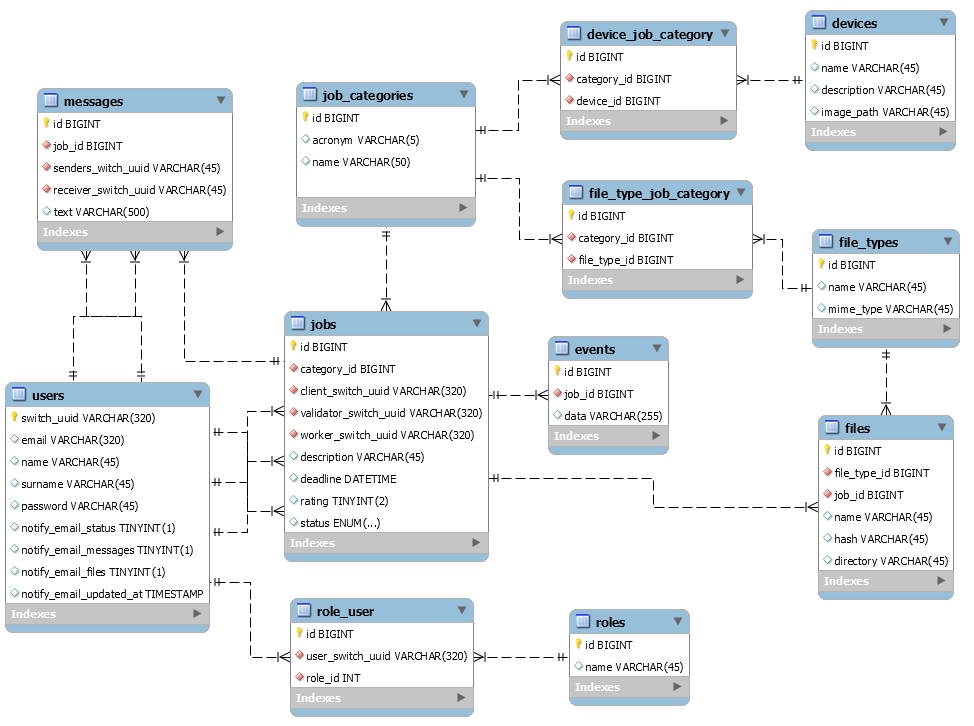 messages
id BIGINT
job_id BIGINT
senders_witch_uuid VARCHAR(45)
receiver_switch_uuid VARCHAR(45)
text VARCHAR(500)
Indexes
job_categories
id BIGINT
acronym VARCHAR(5)
name VARCHAR(50)
Indexes
device_job_category
id BIGINT
category_id BIGINT
device_id BIGINT
Indexes
devices
id BIGINT
name VARCHAR(45)
description VARCHAR(45)
image_path VARCHAR(45)
Indexes
file_type_job_category
id BIGINT
category_id BIGINT
file_type_id BIGINT
Indexes
file_types
id BIGINT
name VARCHAR(45)
mime_type VARCHAR(45)
Indexes
users
switch_uuid VARCHAR(320)
email VARCHAR(320)
name VARCHAR(45)
surname VARCHAR(45)
password VARCHAR(45)
notify_email_status TINYINT(1)
notify_email_messages TINYINT(1)
notify_email_files TINYINT(1)
notify_email_updated_at TIMESTAMP
Indexes
jobs
id BIGINT
category_id BIGINT
client_switch_uuid VARCHAR(320)
validator_switch_uuid VARCHAR(320)
worker_switch_uuid VARCHAR(320)
description VARCHAR(45)
deadline DATETIME
rating TINYINT(2)
status ENUM(...)
Indexes
events
id BIGINT
job_id BIGINT
data VARCHAR(255)
Indexes
files
id BIGINT
file_type_id BIGINT
job_id BIGINT
name VARCHAR(45)
hash VARCHAR(45)
directory VARCHAR(45)
Indexes
role_user
id BIGINT
user_switch_uuid VARCHAR(320)
role_id INT
Indexes
roles
id BIGINT
name VARCHAR(45)
Indexes